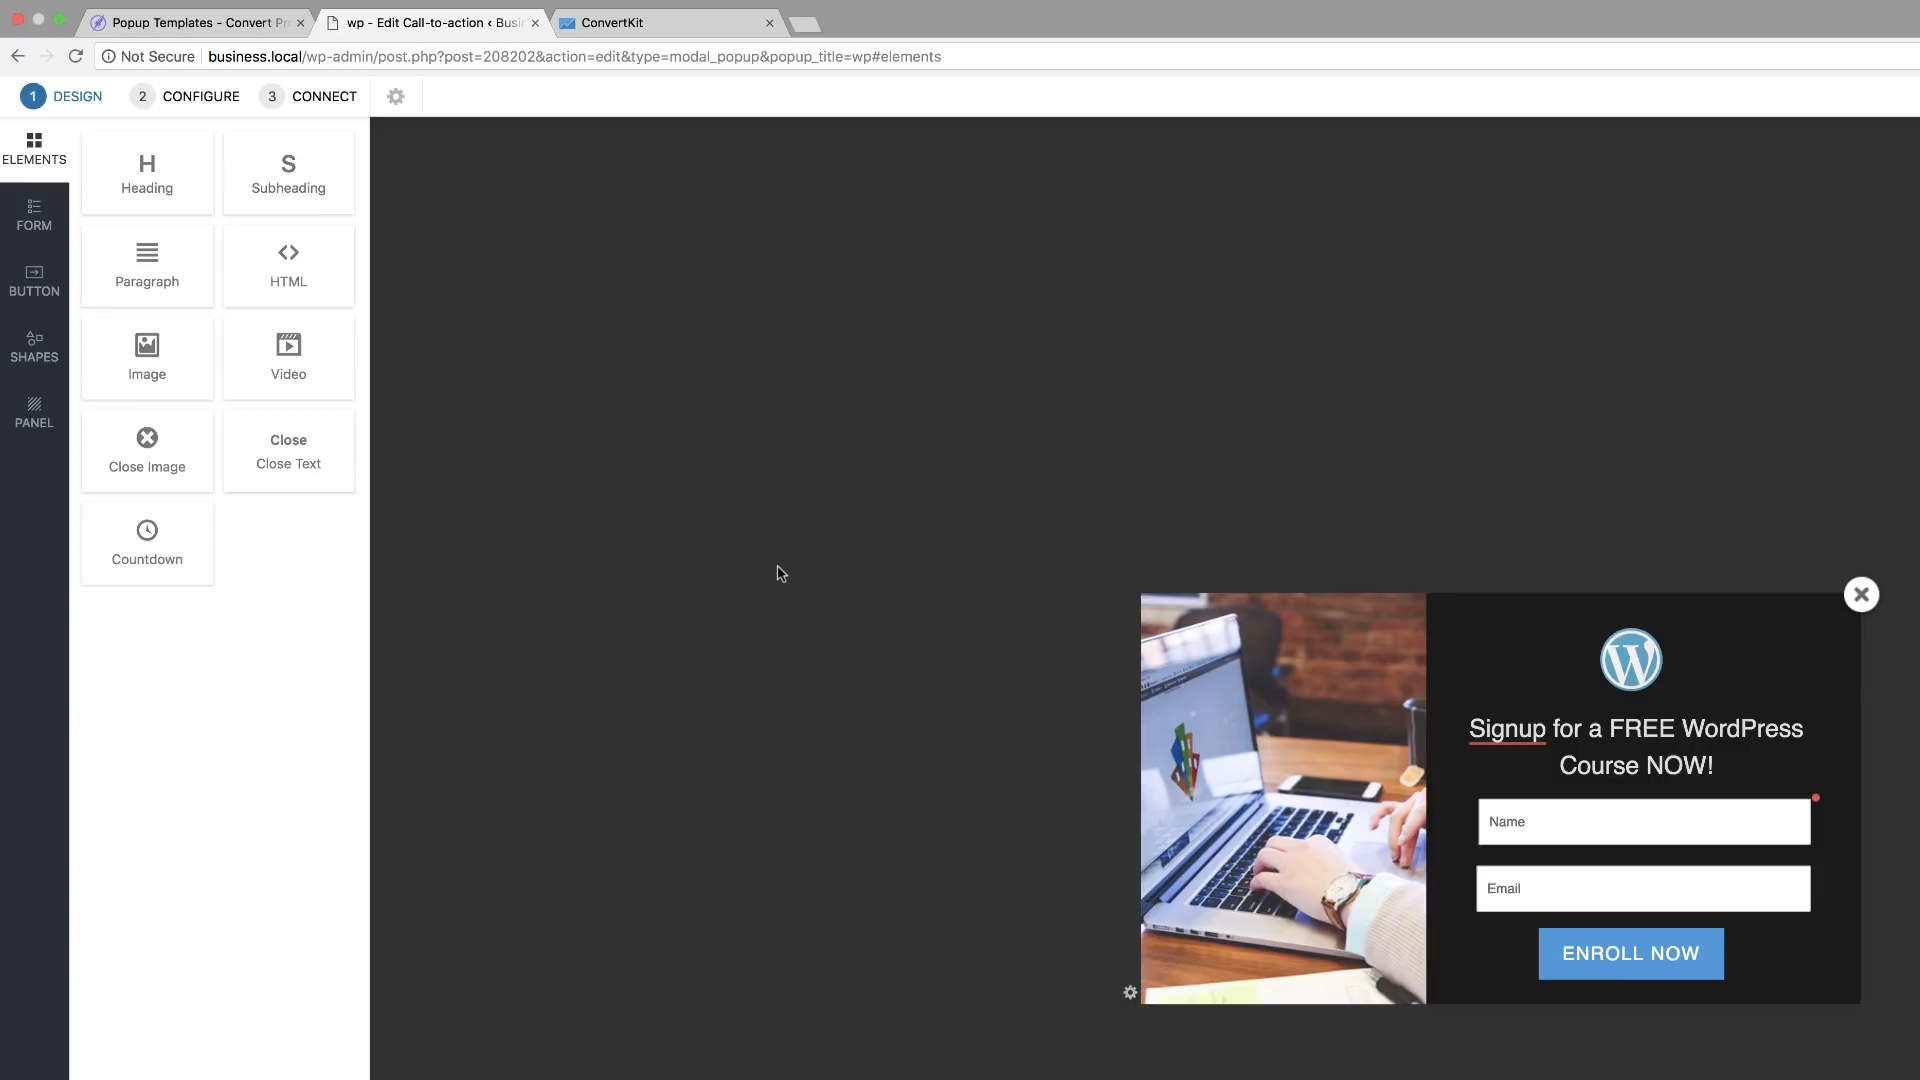 Popup Templates - Convert Pr
wp - Edit Call-to-action ‹ Busi
ConvertKit
Not Secure
business.local/wp-admin/post.php?post=208202&action=edit&type=modal_popup&popup_title=wp#elements
1 DESIGN
2 CONFIGURE
3 CONNECT
ELEMENTS
FORM
BUTTON
SHAPES
PANEL
H
Heading
S
Subheading
Paragraph
HTML
Image
Video
Close Image
Close
Close Text
Countdown
Signup for a FREE WordPress
Course NOW!
Name
Email
ENROLL NOW